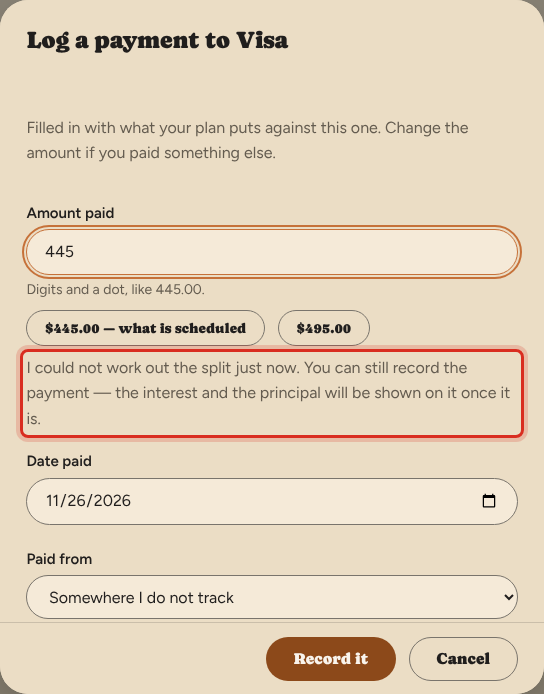 Log a payment to Visa
Filled in with what your plan puts against this one. Change the
amount if you paid something else.
Amount paid
445
Digits and a dot, like 445.00.
$445.00 — what is scheduled
$495.00
I could not work out the split just now. You can still record the
payment — the interest and the principal will be shown on it once it
is.
Date paid
11/26/2026
Paid from
Somewhere I do not track
Record it
Cancel